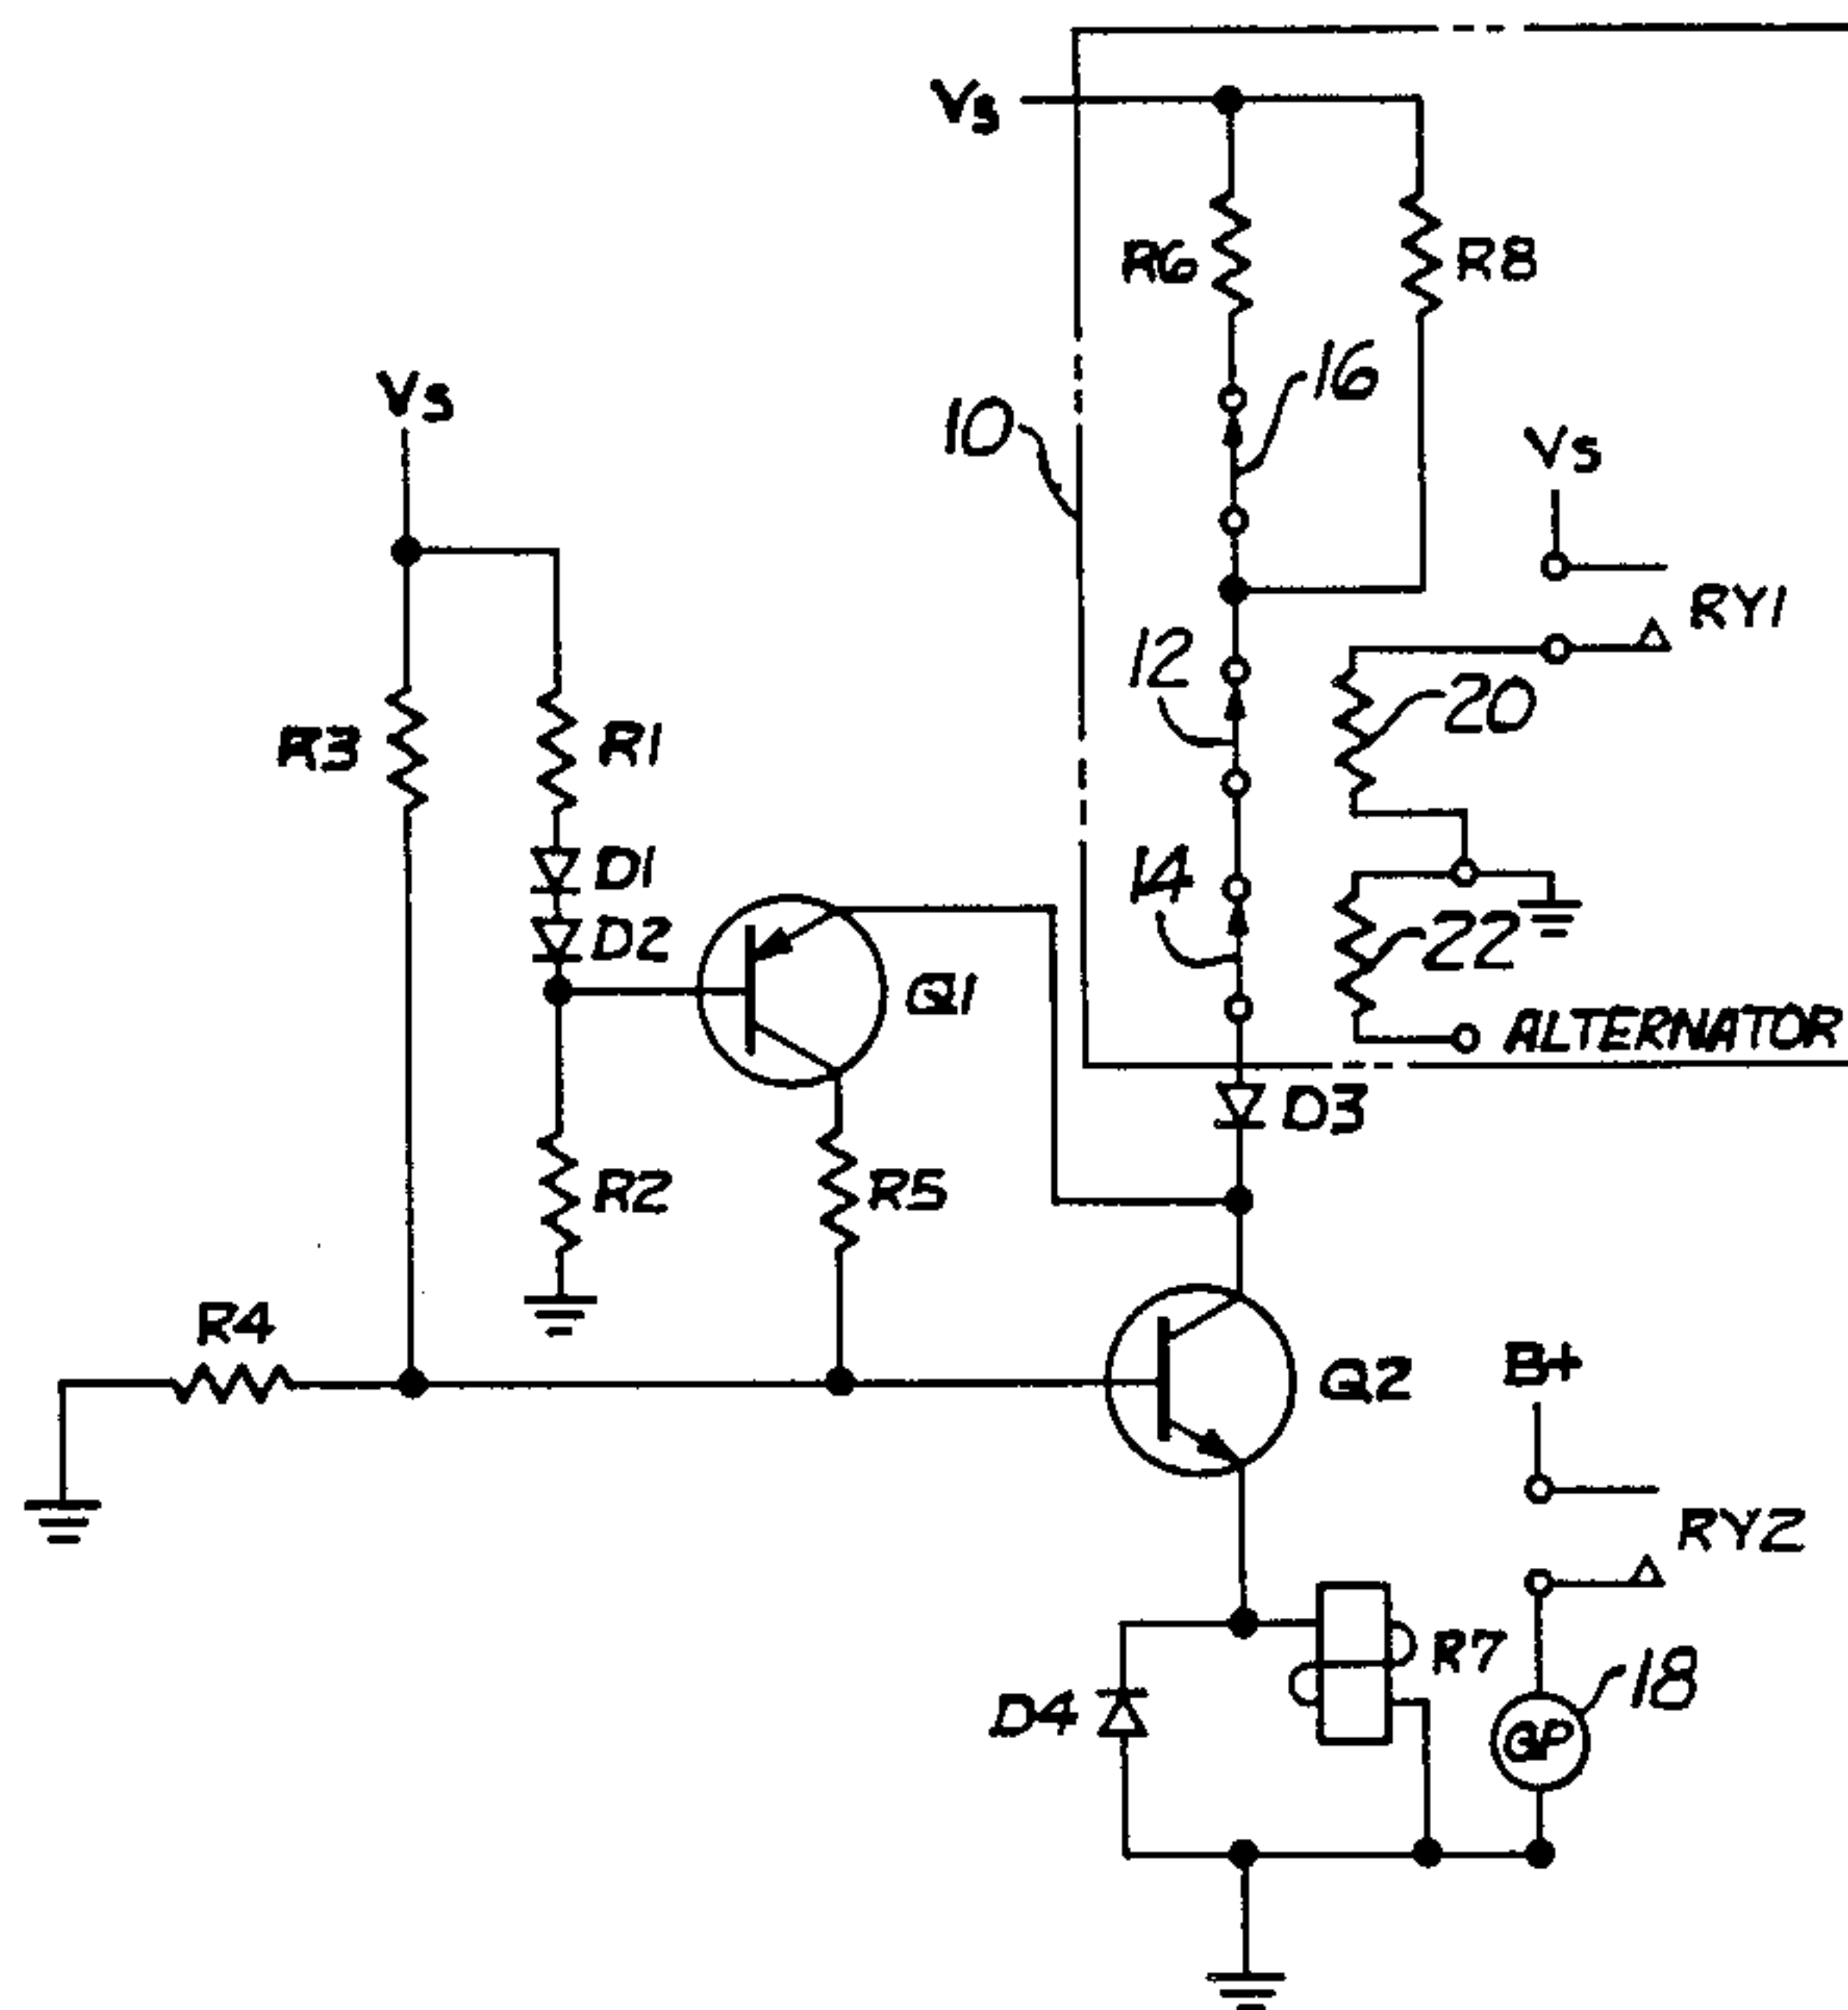 Vs
R6
R8
16
Vs
10
Vs
RY1
12
20
R3
R1
D1
14
D2
22
Q1
ALTERNATOR
D3
R2
R5
R4
B+
Q2
RY2
R7
18
D4
GP